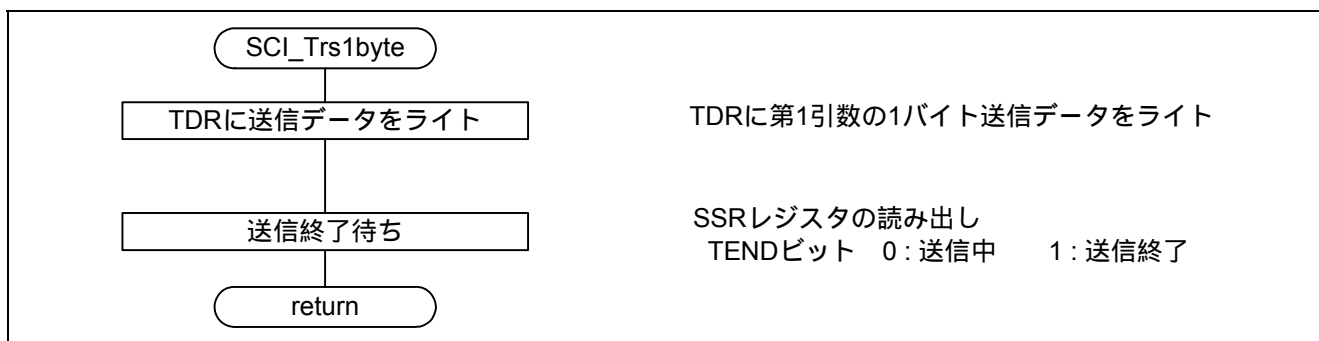 SCI_Trs1byte
TDRに送信データをライト
TDRに第1引数の1バイト送信データをライト
送信終了待ち
SSRレジスタの読み出し
TENDビット　0 : 送信中　　1 : 送信終了
return